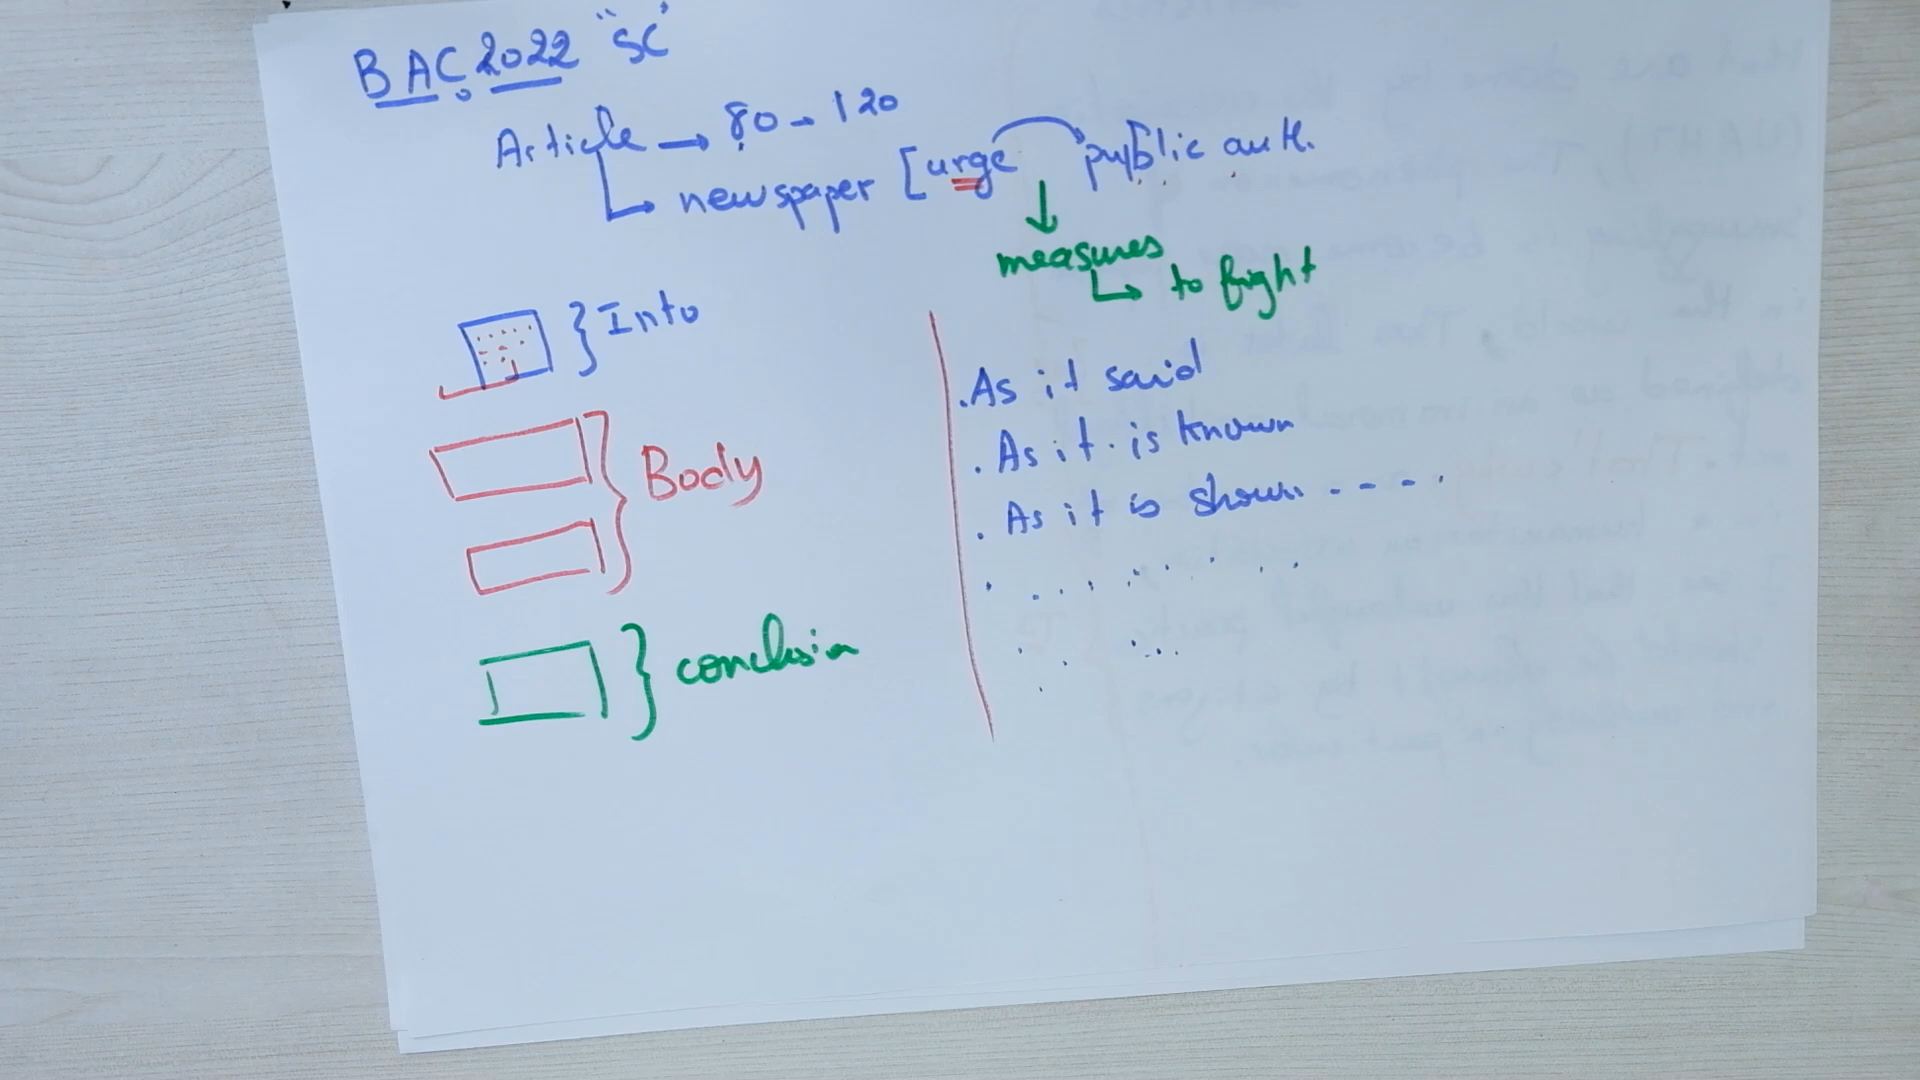 BAC 2022 "SC"
Article → 80 - 120
newspaper [urge public auth.
measures
to fight
} Into
} Body
} conclusion
. As it said
. As it is known
. As it is shown - - - -